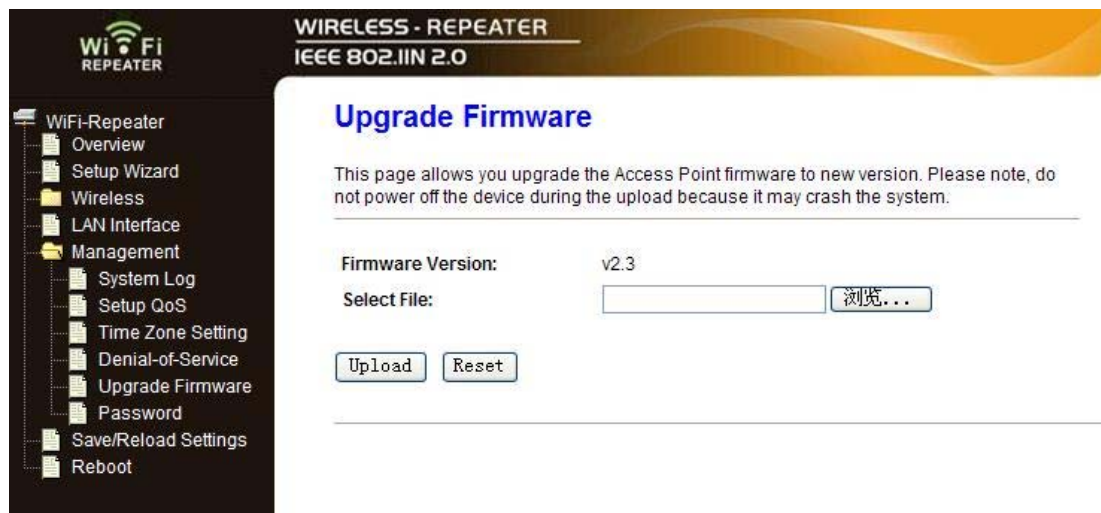 Wi Fi
REPEATER
WIRELESS - REPEATER
IEEE 802.11N 2.0
WiFi-Repeater
Overview
Setup Wizard
Wireless
LAN Interface
Management
System Log
Setup QoS
Time Zone Setting
Denial-of-Service
Upgrade Firmware
Password
Save/Reload Settings
Reboot
Upgrade Firmware
This page allows you upgrade the Access Point firmware to new version. Please note, do
not power off the device during the upload because it may crash the system.
Firmware Version: v2.3
Select File: 浏览...
Upload Reset